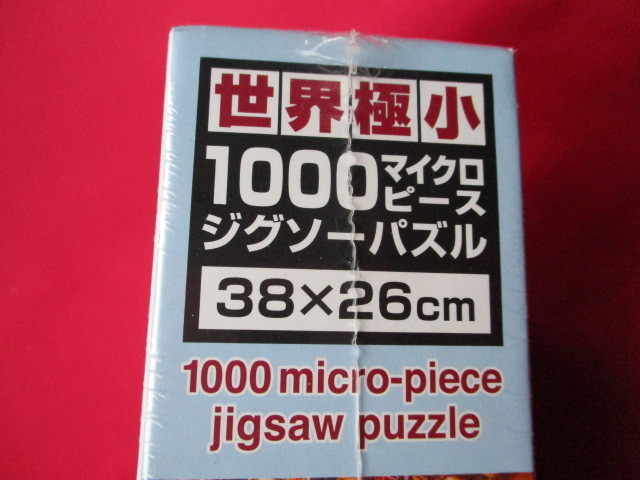 世界極小
1000マイクロピース
ジグソーパズル
38×26cm
1000 micro-piece
jigsaw puzzle